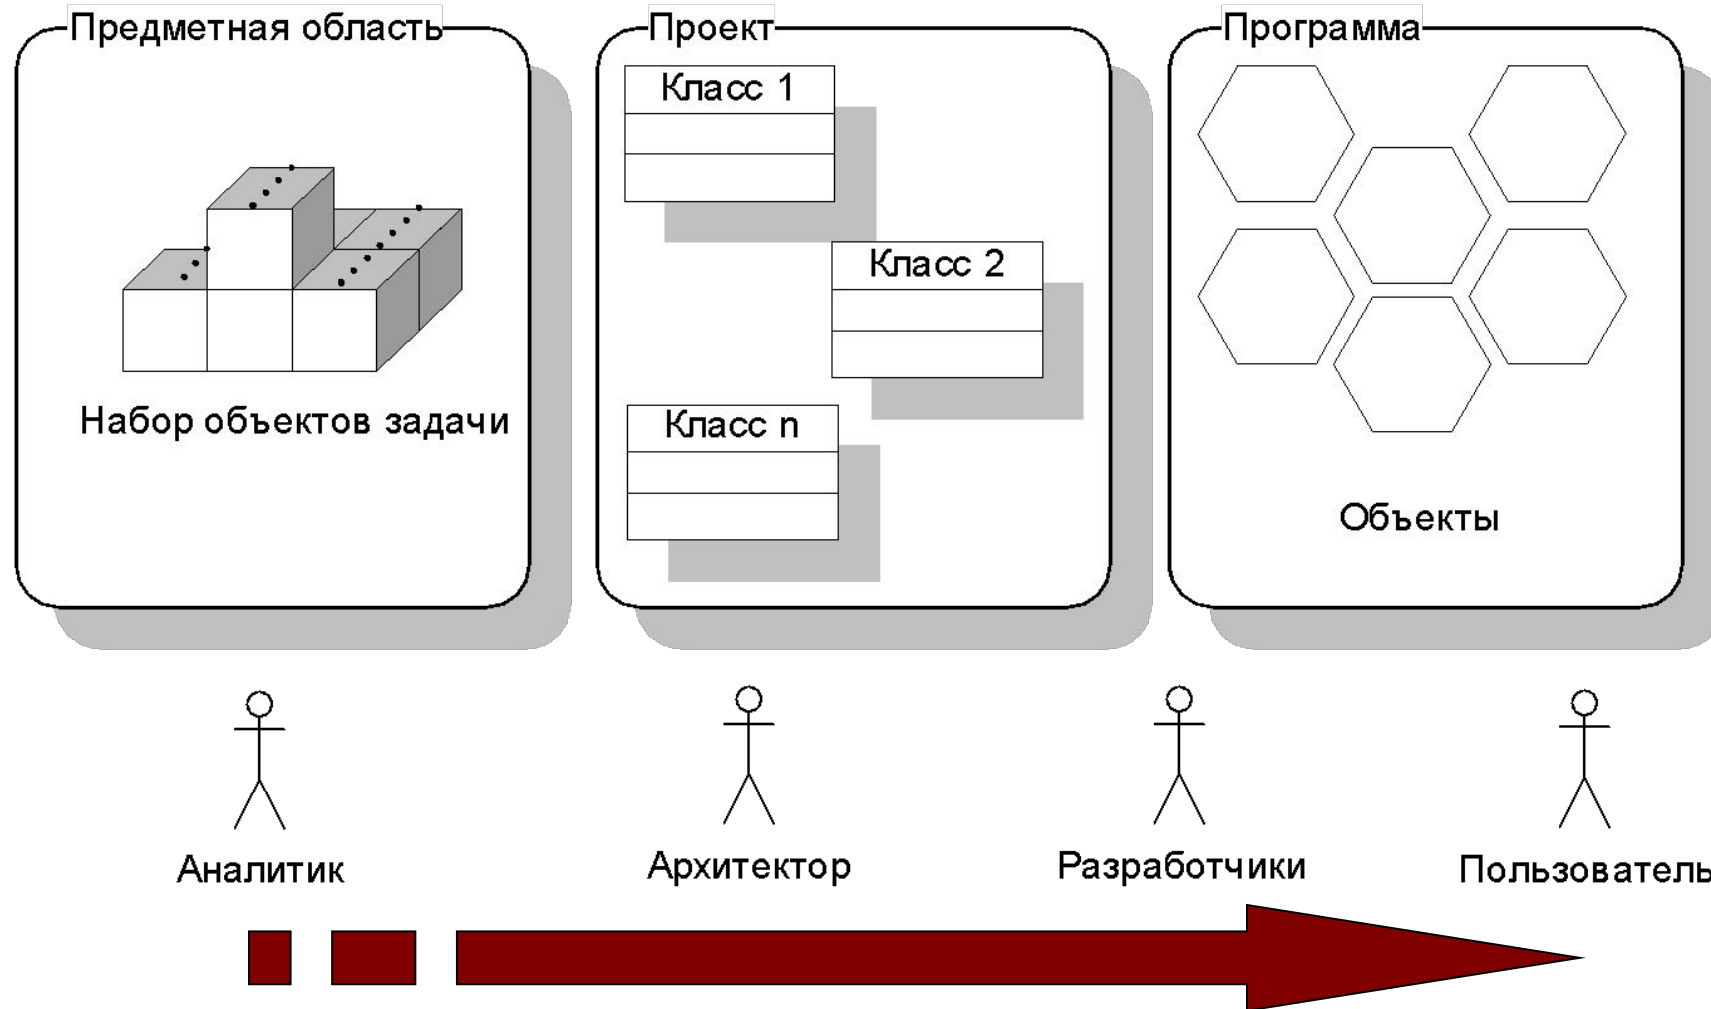 Предметная область
Проект
Программа
Класс 1
Класс 2
Набор объектов задачи
Класс n
Объекты
Аналитик
Архитектор
Разработчики
Пользователь